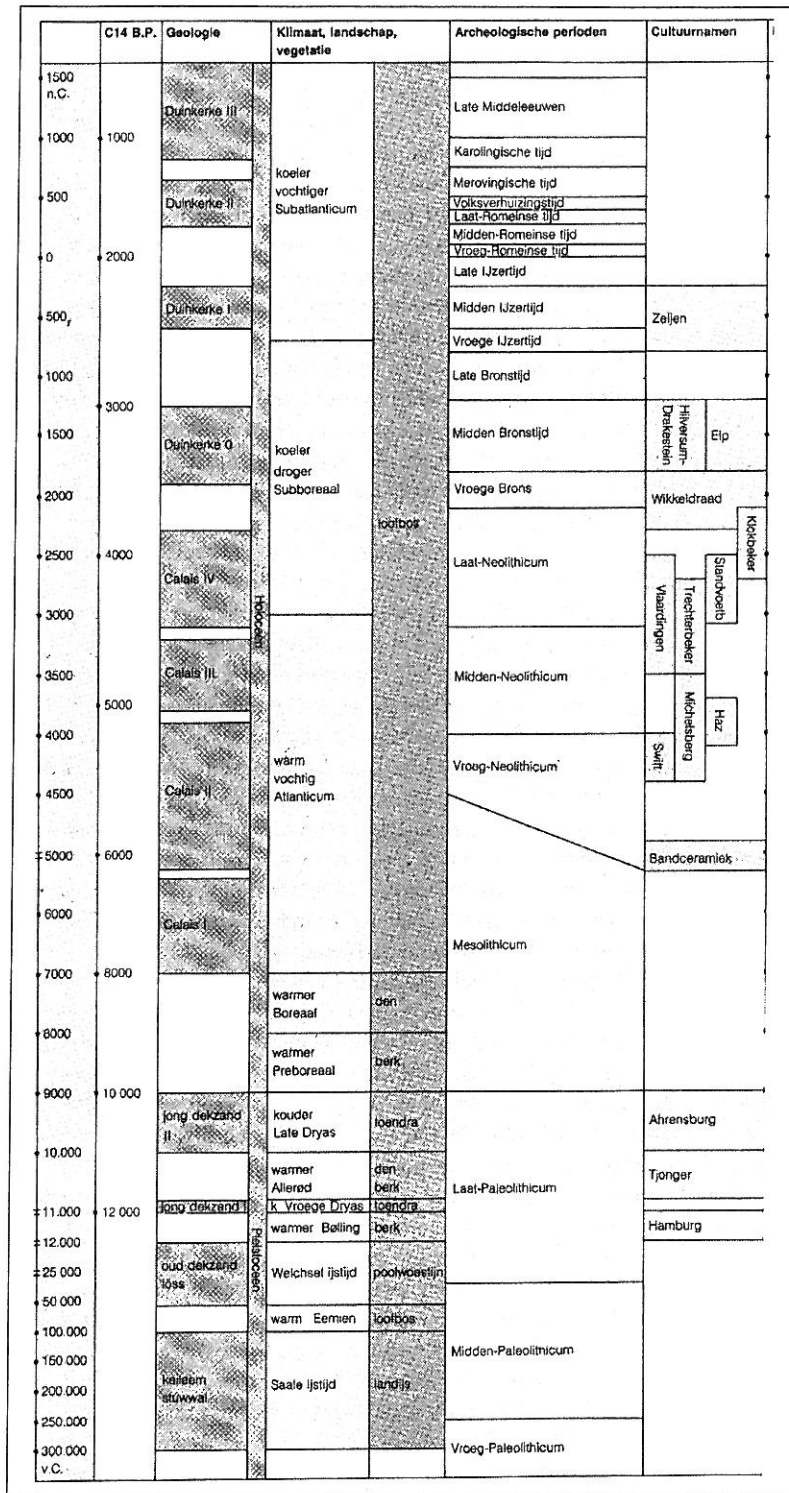 C14 B.P.
Geologie
Klimaat, landschap,
vegetatie
Archeologische perioden
Cultuurnamen
1500
n.C.
1000
500
0
500
1000
1500
2000
2500
3000
3500
4000
4500
5000
6000
7000
8000
9000
10.000
11.000
12.000
25 000
50 000
100.000
150 000
200.000
250.000
300.000
v.C.
1000
2000
3000
4000
5000
6000
8000
10 000
12 000
Duinkerke III
Duinkerke II
Duinkerke I
Duinkerke 0
Calais IV
Calais III
Calais II
Calais I
jong dekzand
II
jong dekzand I
oud dekzand
löss
keileem
stuwwal
Holoceen
Pleistoceen
koeler
vochtiger
Subatlanticum
koeler
droger
Subboreaal
warm
vochtig
Atlanticum
warmer
Boreaal
warmer
Preboreaal
kouder
Late Dryas
warmer
Allerød
k Vroege Dryas
warmer Bølling
Weichsel ijstijd
warm Eemien
Saale Ijstijd
loofbos
den
berk
toendra
den
berk
toendra
berk
poolwoestijn
loofbos
landijs
Late Middeleeuwen
Karolingische tijd
Merovingische tijd
Volksverhuizingstijd
Laat-Romeinse tijd
Midden-Romeinse tijd
Vroeg-Romeinse tijd
Late IJzertijd
Midden IJzertijd
Vroege IJzertijd
Late Bronstijd
Midden Bronstijd
Vroege Brons
Laat-Neolithicum
Midden-Neolithicum
Vroeg-Neolithicum
Mesolithicum
Laat-Paleolithicum
Midden-Paleolithicum
Vroeg-Paleolithicum
Zeijen
Hilversum-
Drakestein
Elp
Wikkeldraad
Klokbeker
Standvoetb
Trechterbeker
Vlaardingen
Haz
Michelsberg
Swift
Bandceramiek
Ahrensburg
Tjonger
Hamburg